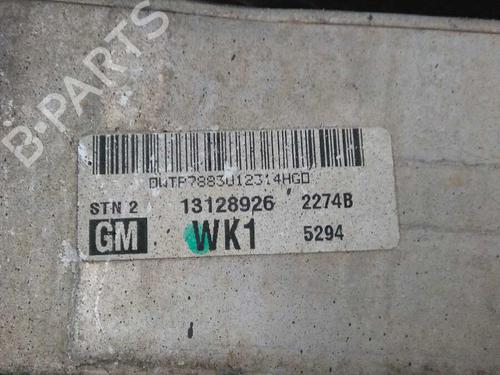 B-PARTS
DWTP7883U12314HGD
STN 2 13128926 2274B
GM WK1 5294